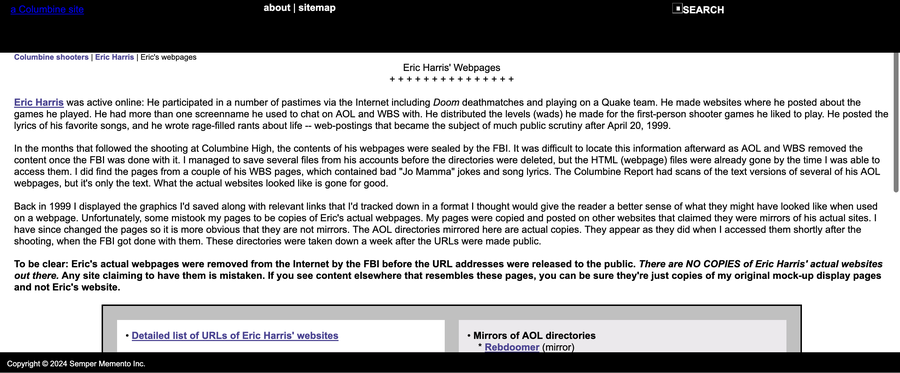 a Columbine site
about | sitemap
SEARCH
Columbine shooters | Eric Harris | Eric's webpages
Eric Harris' Webpages
+ + + + + + + + + + + + + + +
Eric Harris was active online: He participated in a number of pastimes via the Internet including Doom deathmatches and playing on a Quake team. He made websites where he posted about the
games he played. He had more than one screenname he used to chat on AOL and WBS with. He distributed the levels (wads) he made for the first-person shooter games he liked to play. He posted the
lyrics of his favorite songs, and he wrote rage-filled rants about life -- web-postings that became the subject of much public scrutiny after April 20, 1999.
In the months that followed the shooting at Columbine High, the contents of his webpages were sealed by the FBI. It was difficult to locate this information afterward as AOL and WBS removed the
content once the FBI was done with it. I managed to save several files from his accounts before the directories were deleted, but the HTML (webpage) files were already gone by the time I was able to
access them. I did find the pages from a couple of his WBS pages, which contained bad "Jo Mamma" jokes and song lyrics. The Columbine Report had scans of the text versions of several of his AOL
webpages, but it's only the text. What the actual websites looked like is gone for good.
Back in 1999 I displayed the graphics I'd saved along with relevant links that I'd tracked down in a format I thought would give the reader a better sense of what they might have looked like when used
on a webpage. Unfortunately, some mistook my pages to be copies of Eric's actual webpages. My pages were copied and posted on other websites that claimed they were mirrors of his actual sites. I
have since changed the pages so it is more obvious that they are not mirrors. The AOL directories mirrored here are actual copies. They appear as they did when I accessed them shortly after the
shooting, when the FBI got done with them. These directories were taken down a week after the URLs were made public.
To be clear: Eric's actual webpages were removed from the Internet by the FBI before the URL addresses were released to the public. There are NO COPIES of Eric Harris' actual websites
out there. Any site claiming to have them is mistaken. If you see content elsewhere that resembles these pages, you can be sure they're just copies of my original mock-up display pages
and not Eric's website.
• Detailed list of URLs of Eric Harris' websites
• Mirrors of AOL directories
* Rebdoomer (mirror)
Copyright © 2024 Semper Memento Inc.